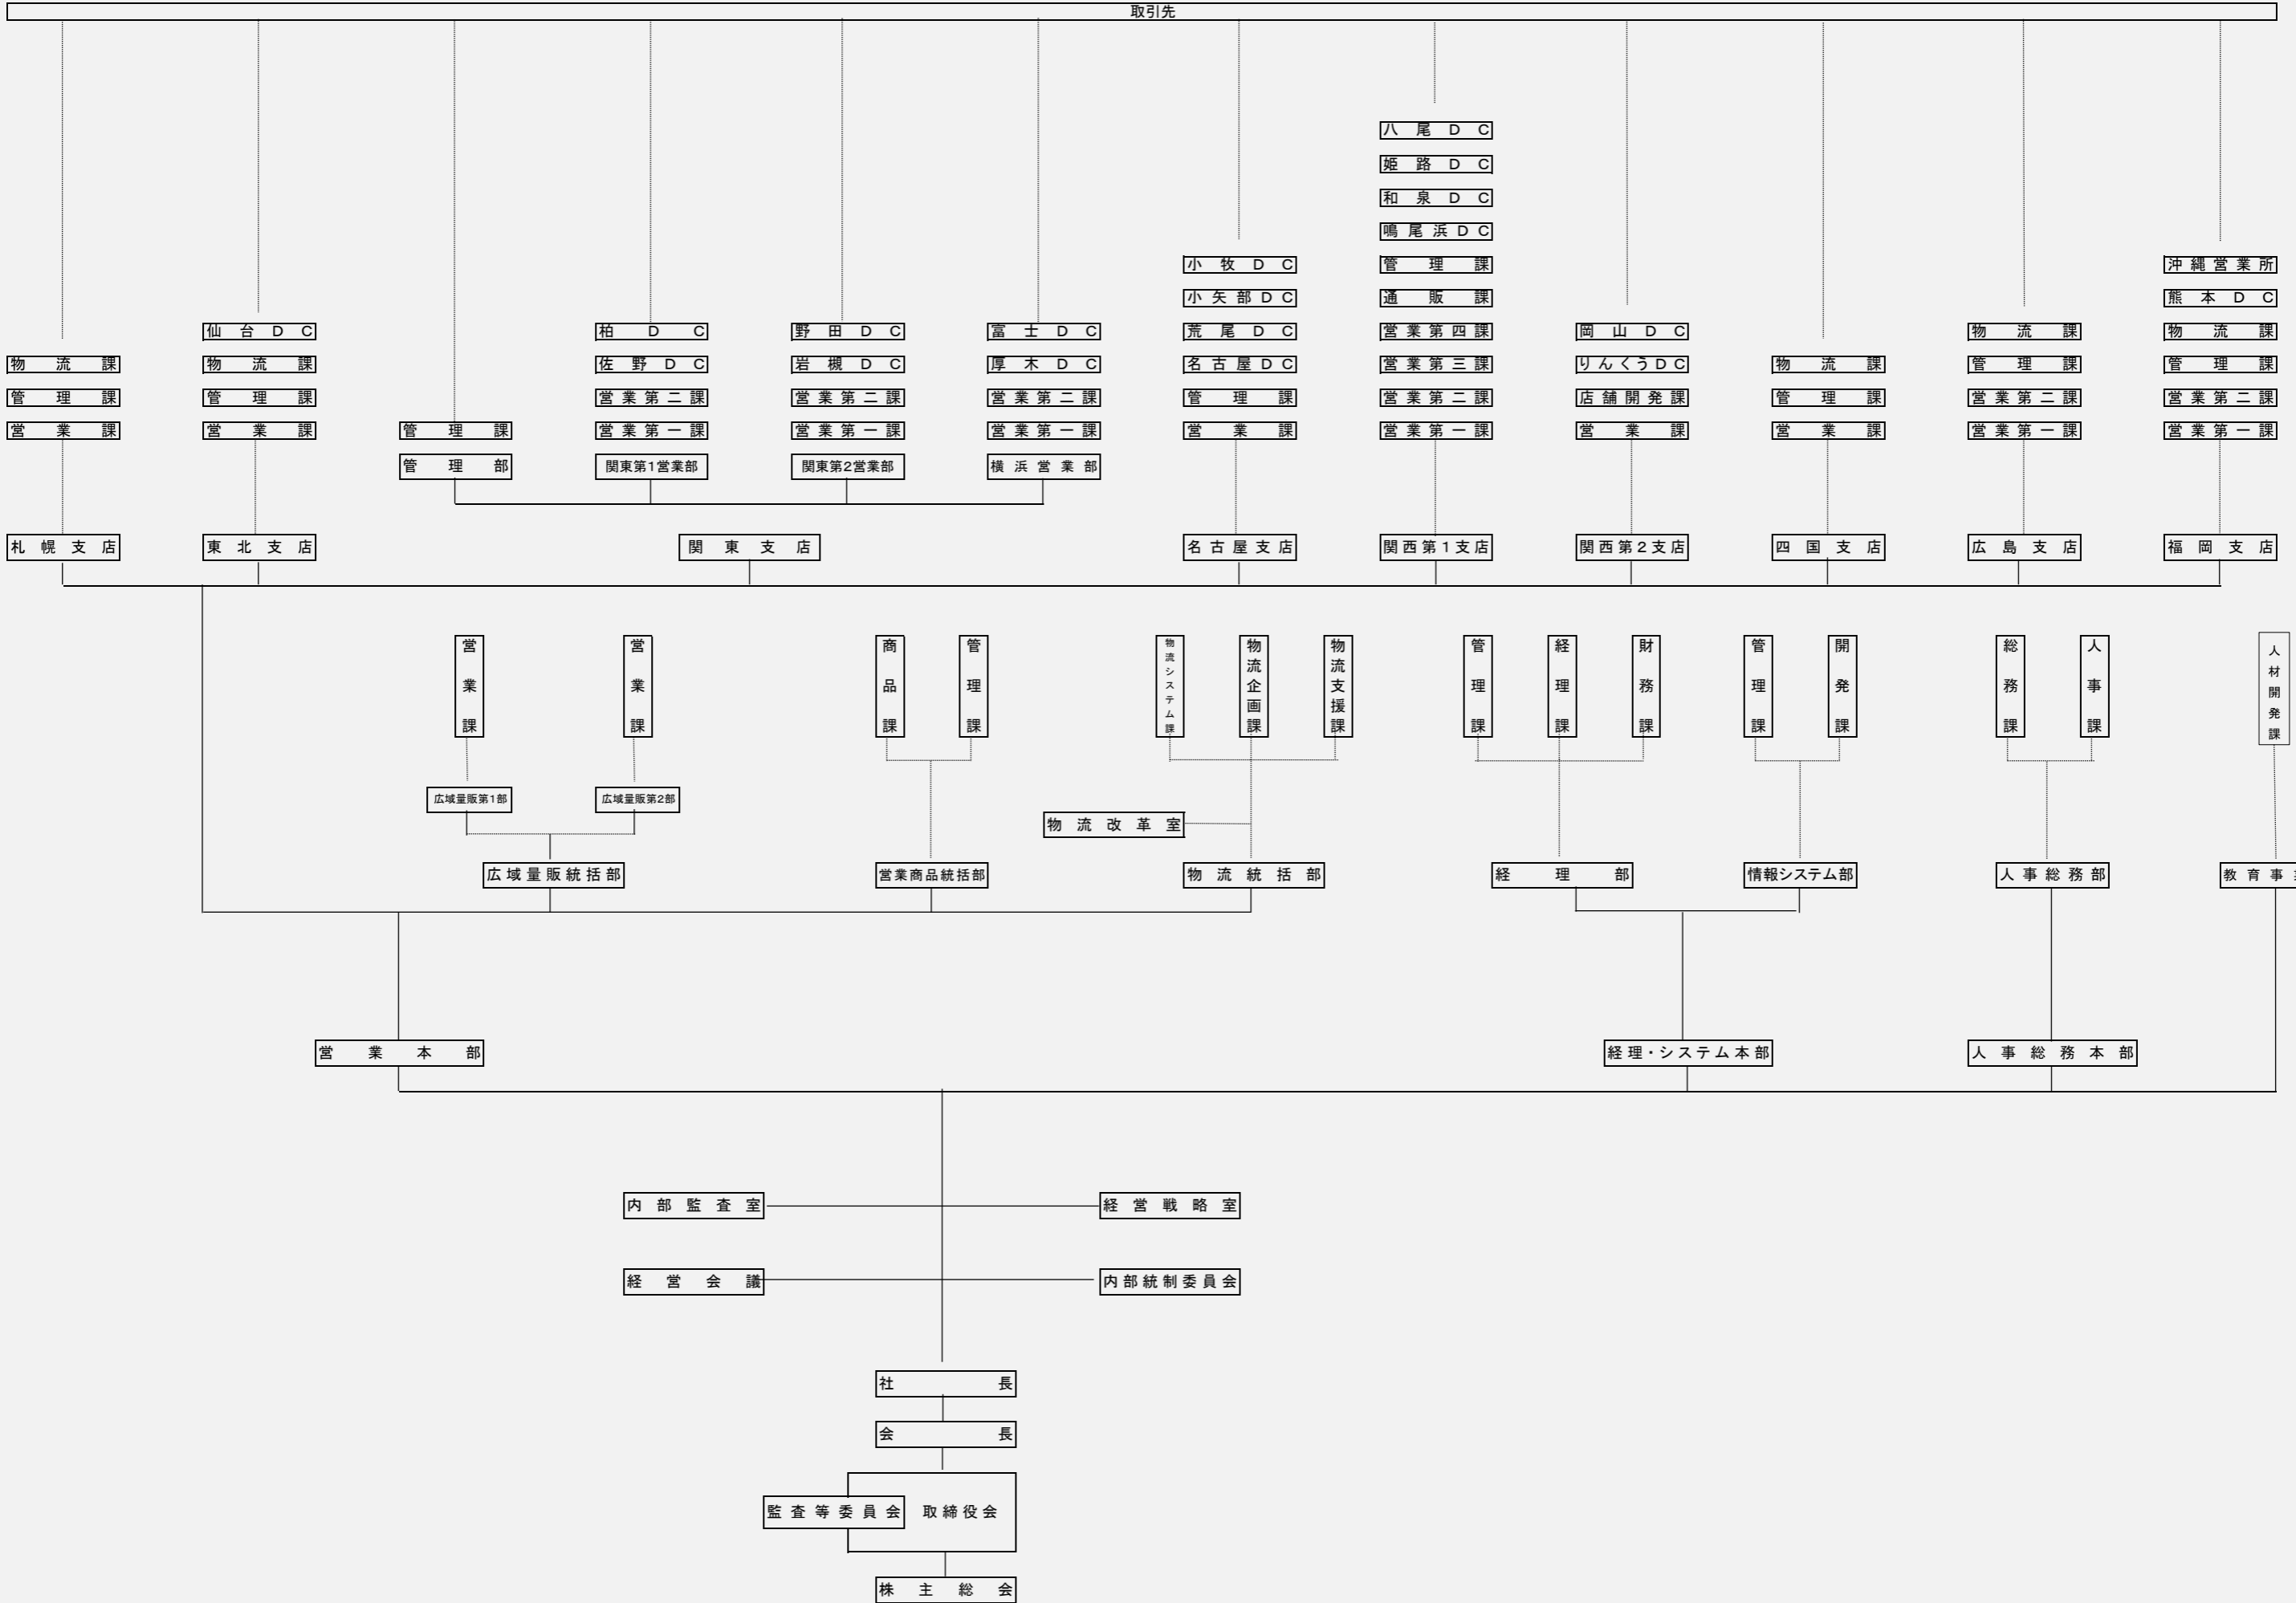 取引先
八尾DC
姫路DC
和泉DC
鳴尾浜DC
小牧DC
管理課
沖縄営業所
小矢部DC
通販課
熊本DC
仙台DC
柏DC
野田DC
富士DC
荒尾DC
営業第四課
岡山DC
物流課
物流課
物流課
物流課
佐野DC
岩槻DC
厚木DC
名古屋DC
営業第三課
りんくうDC
物流課
管理課
管理課
管理課
管理課
営業第二課
営業第二課
営業第二課
管理課
営業第二課
店舗開発課
管理課
営業第二課
営業第二課
営業課
営業課
管理課
営業第一課
営業第一課
営業第一課
営業課
営業第一課
営業課
営業課
営業第一課
営業第一課
管理部
関東第1営業部
関東第2営業部
横浜営業部
札幌支店
東北支店
関東支店
名古屋支店
関西第1支店
関西第2支店
四国支店
広島支店
福岡支店
営業課
営業課
商品課
管理課
物流システム課
物流企画課
物流支援課
管理課
経理課
財務課
管理課
開発課
総務課
人事課
人材開発課
広域量販第1部
広域量販第2部
物流改革室
広域量販統括部
営業商品統括部
物流統括部
経理部
情報システム部
人事総務部
教育事
営業本部
経理・システム本部
人事総務本部
内部監査室
経営戦略室
経営会議
内部統制委員会
社長
会長
監査等委員会
取締役会
株主総会